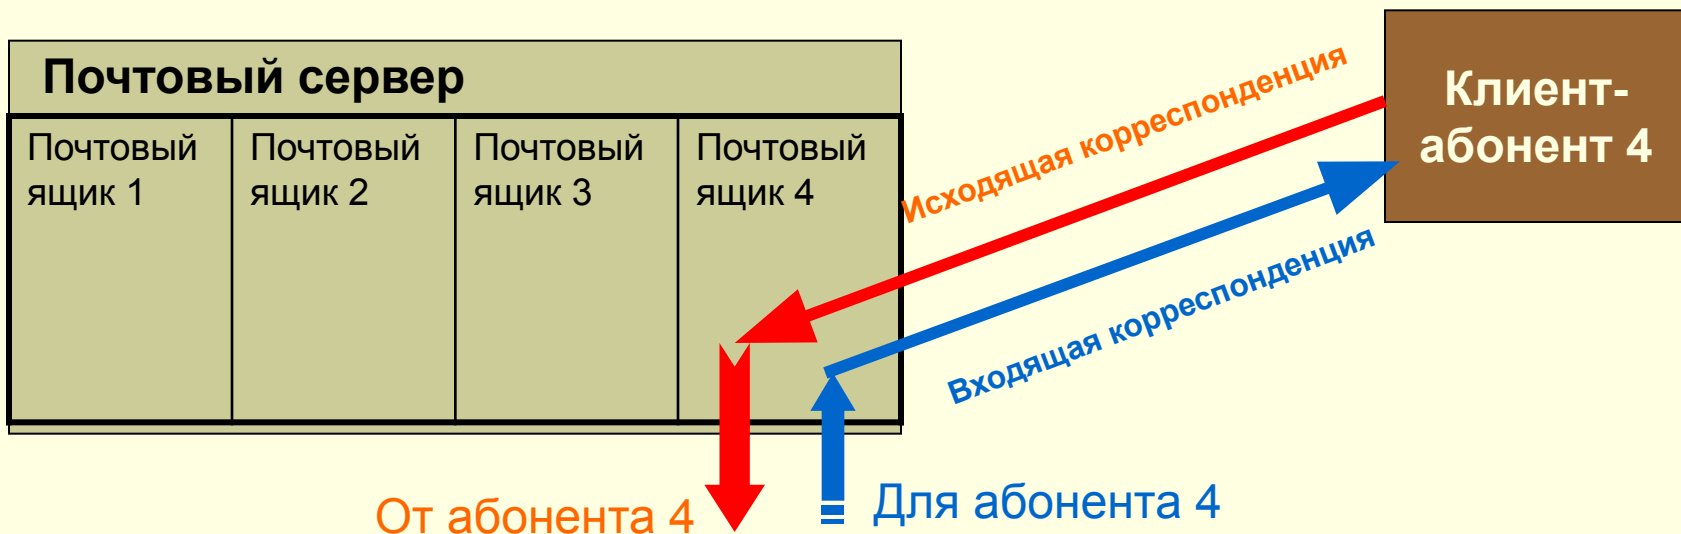 Почтовый сервер
Почтовый
ящик 1
Почтовый
ящик 2
Почтовый
ящик 3
Почтовый
ящик 4
Исходящая корреспонденция
Входящая корреспонденция
Клиент-
абонент 4
От абонента 4
Для абонента 4